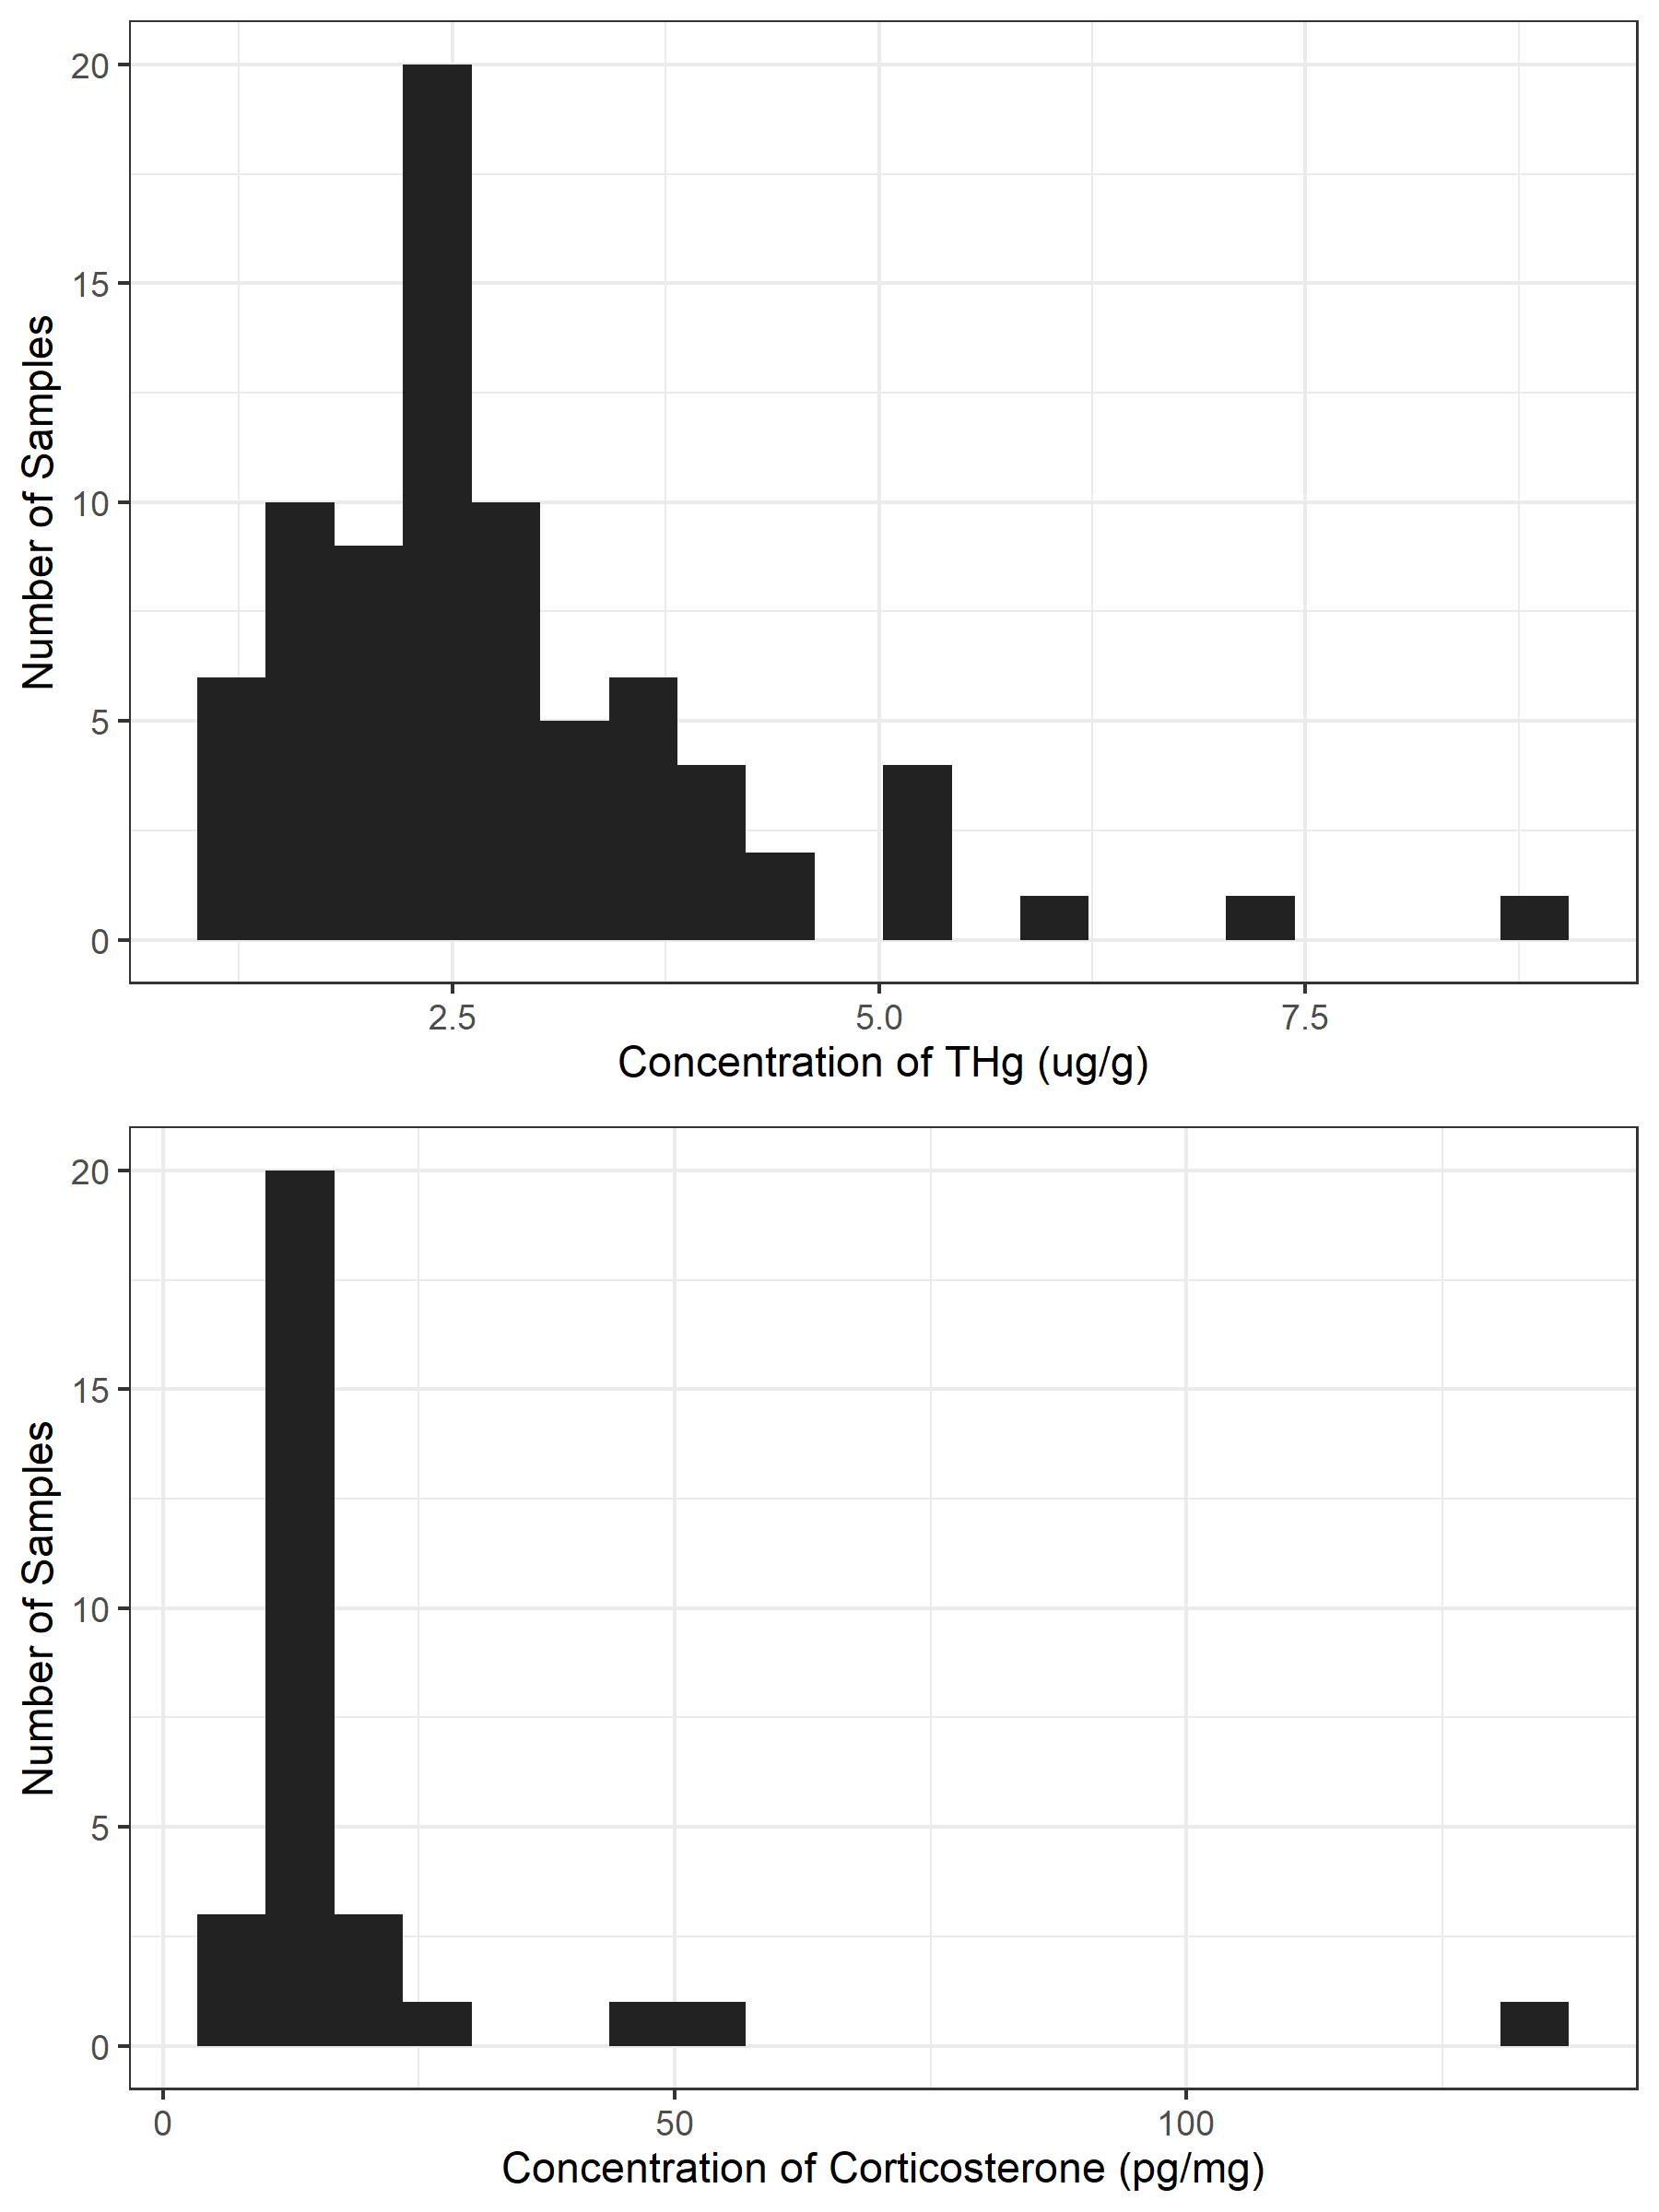 20
15
10
5
0
Number of Samples
2.5 5.0 7.5
Concentration of THg (ug/g)
20
15
10
5
0
Number of Samples
0 50 100
Concentration of Corticosterone (pg/mg)